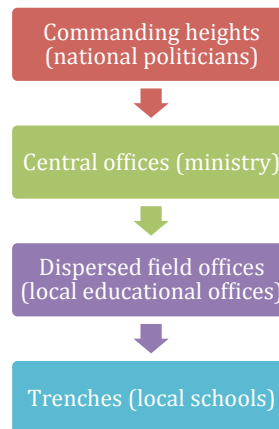 Commanding heights
(national politicians)
Central offices (ministry)
Dispersed field offices
(local educational offices)
Trenches (local schools)